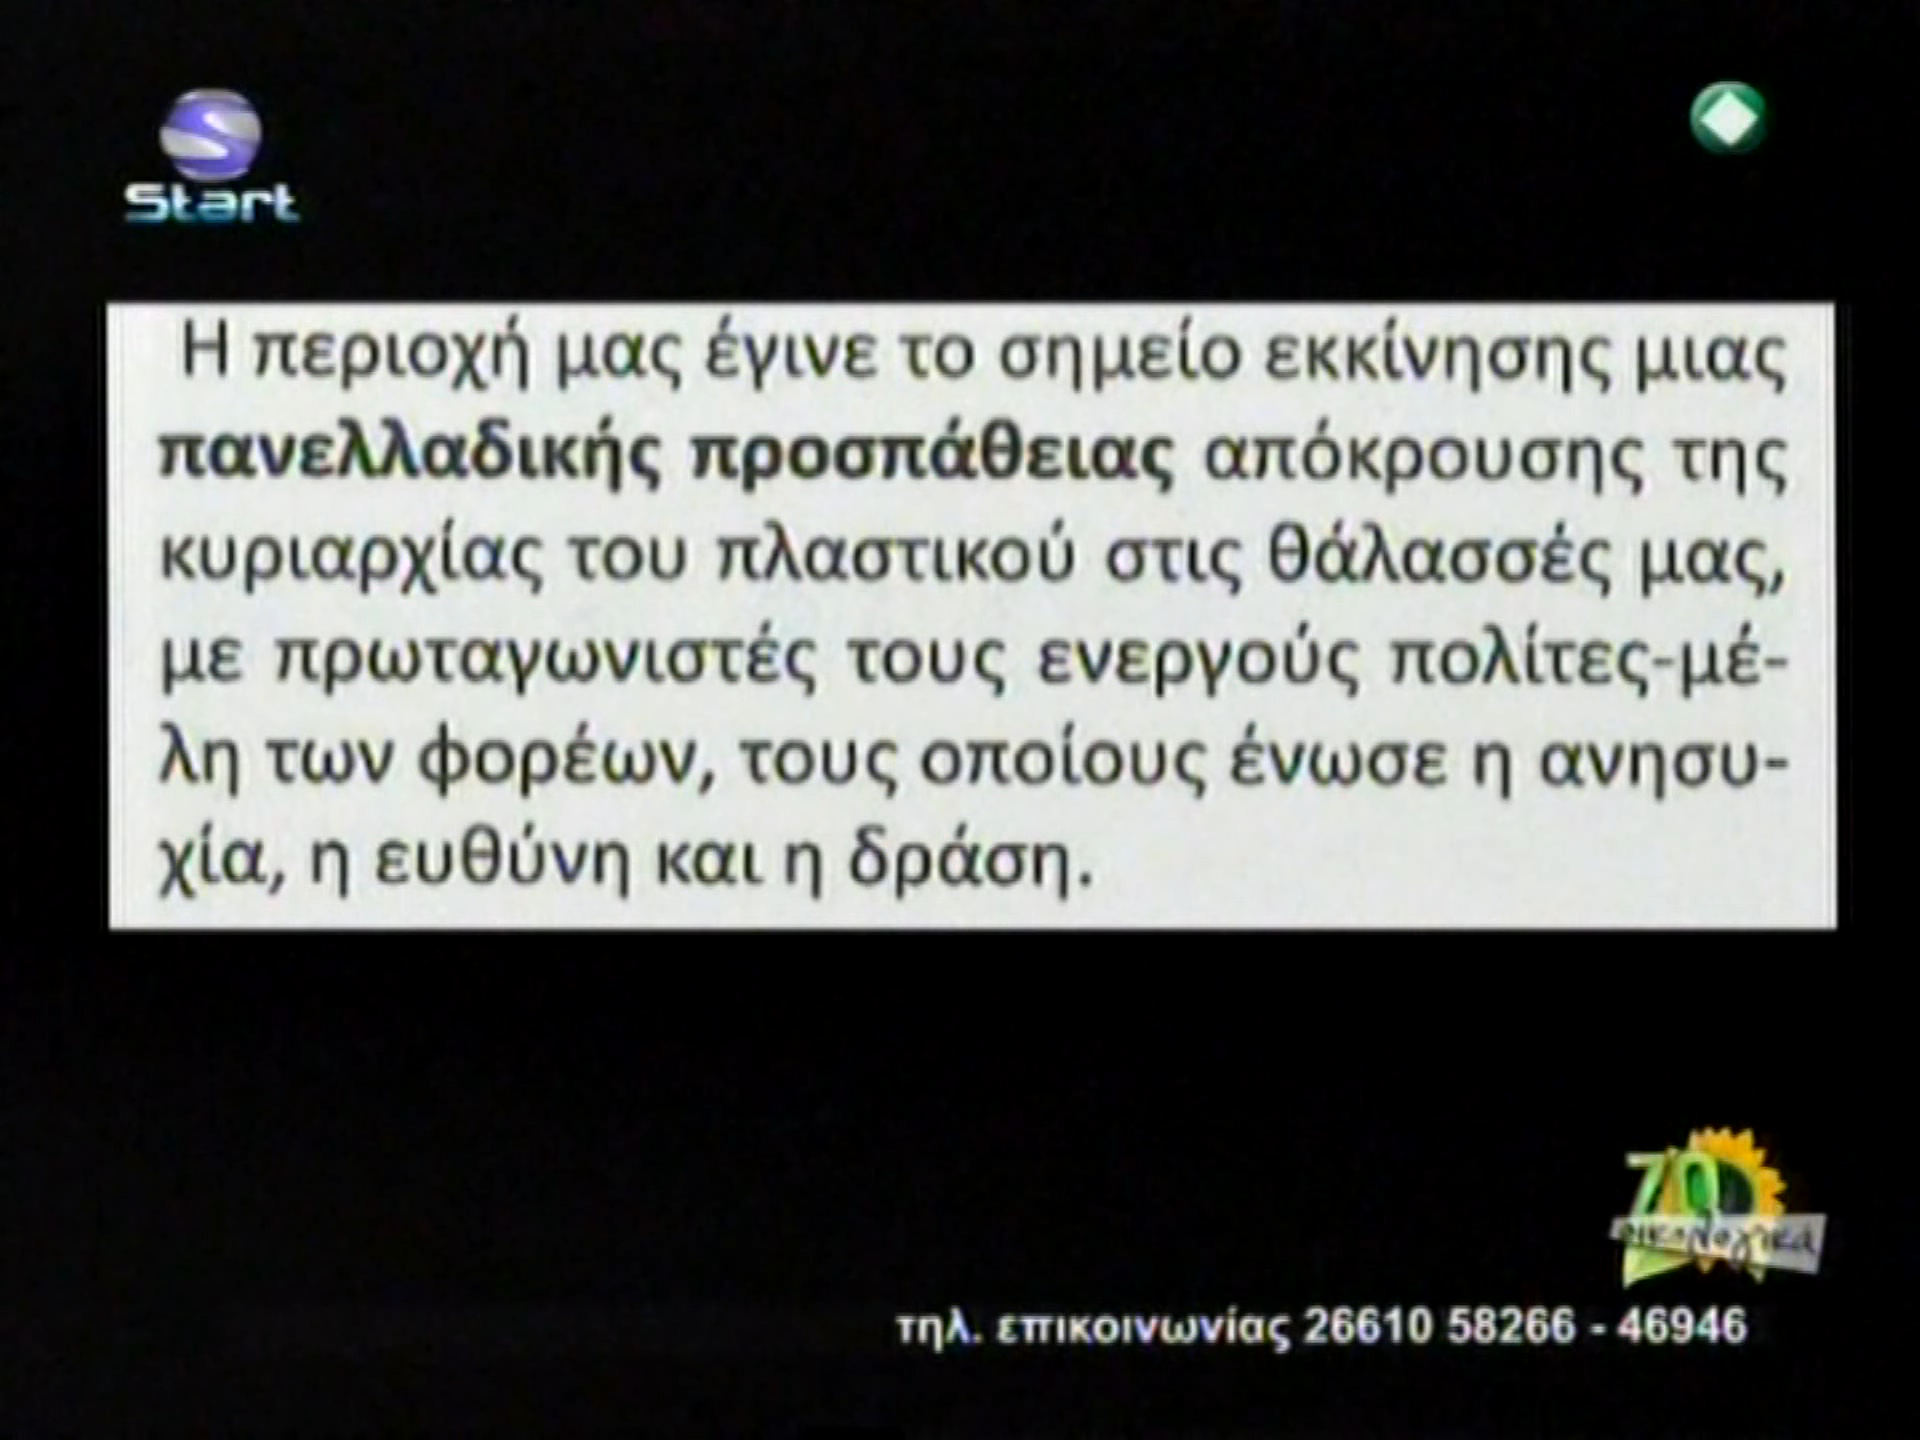 Start
Η περιοχή μας έγινε το σημείο εκκίνησης μιας
πανελλαδικής προσπάθειας απόκρουσης της
κυριαρχίας του πλαστικού στις θάλασσές μας,
με πρωταγωνιστές τους ενεργούς πολίτες-μέ-
λη των φορέων, τους οποίους ένωσε η ανησυ-
χία, η ευθύνη και η δράση.
οικολογικά
τηλ. επικοινωνίας 26610 58266 - 46946